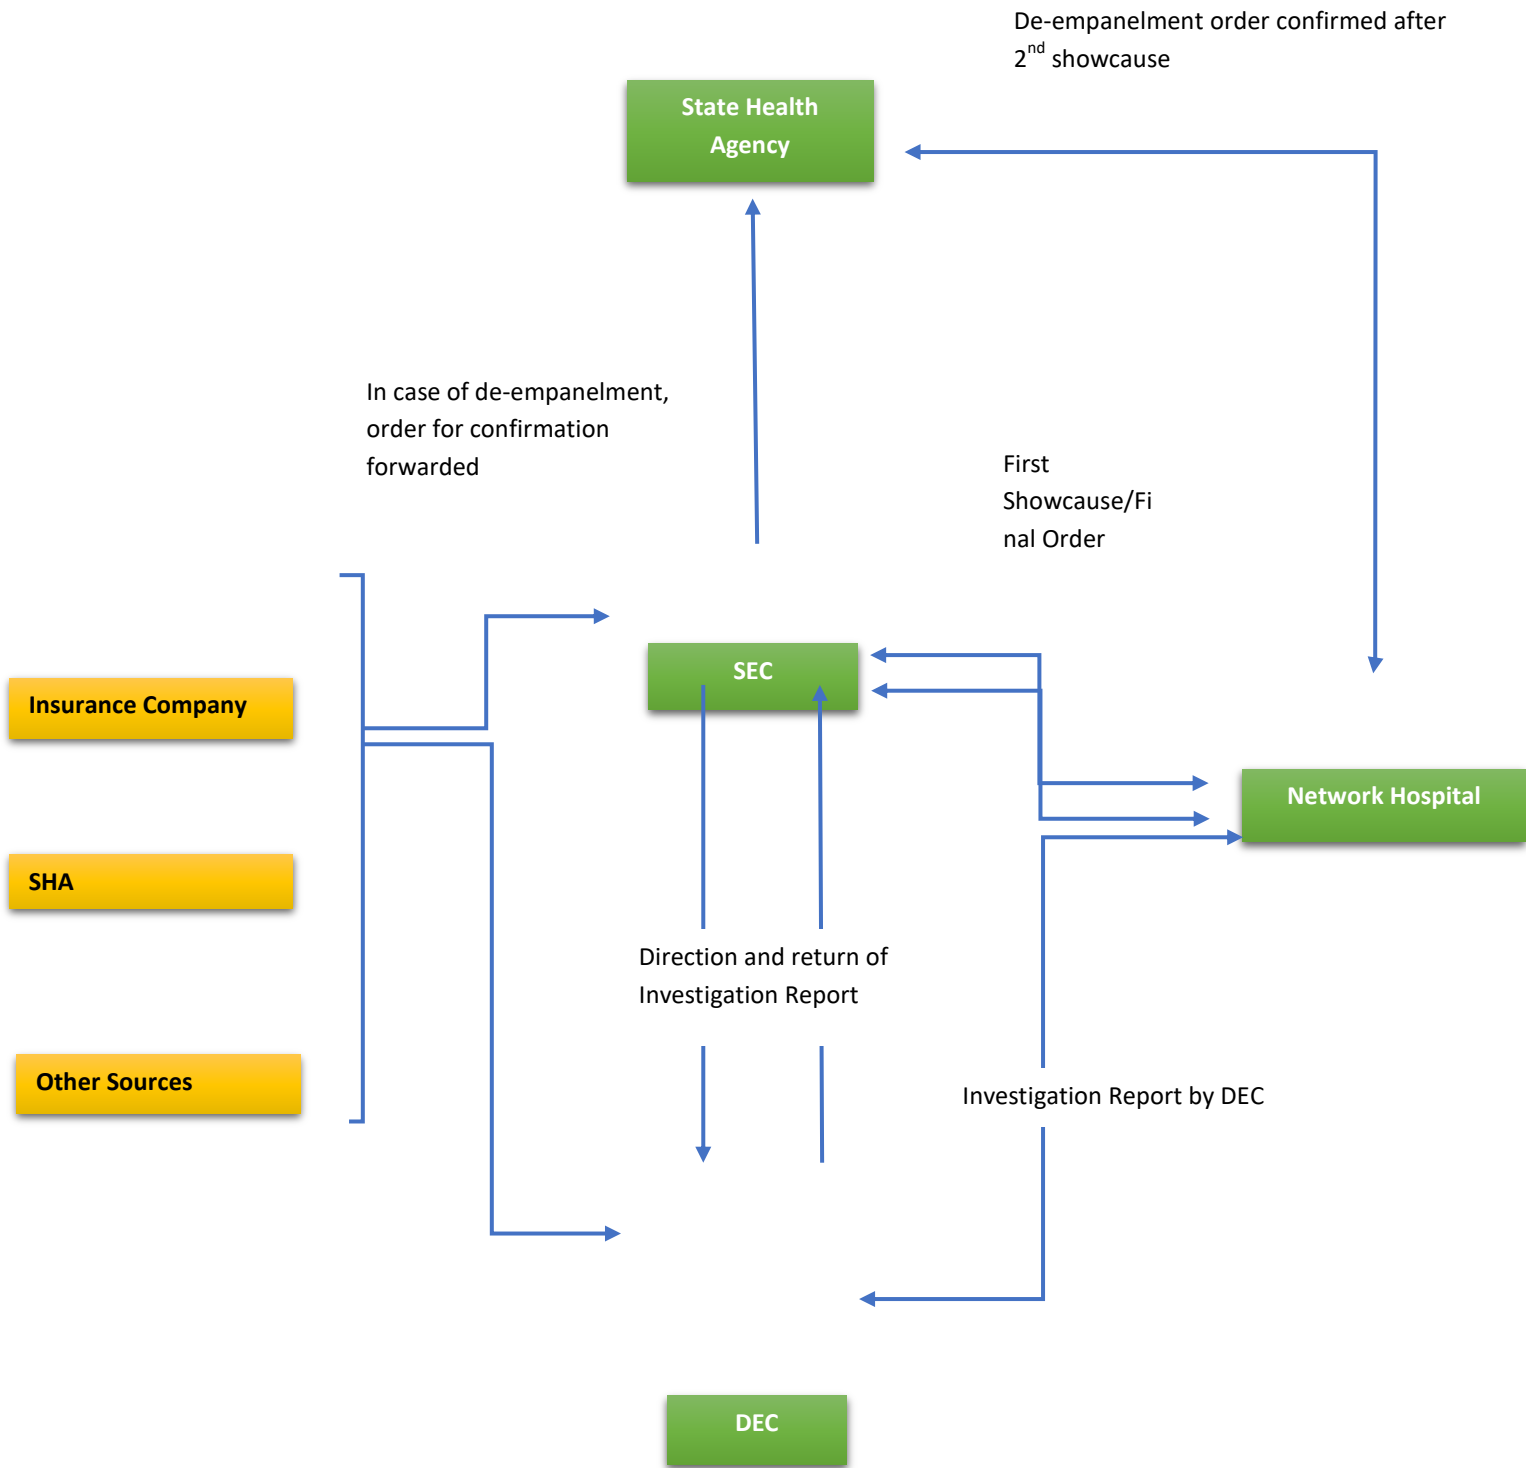 De-empanelment order confirmed after
2nd showcause
State Health
Agency
In case of de-empanelment,
order for confirmation
forwarded
First
Showcause/Fi
nal Order
SEC
Insurance Company
Network Hospital
SHA
Direction and return of
Investigation Report
Other Sources
Investigation Report by DEC
DEC